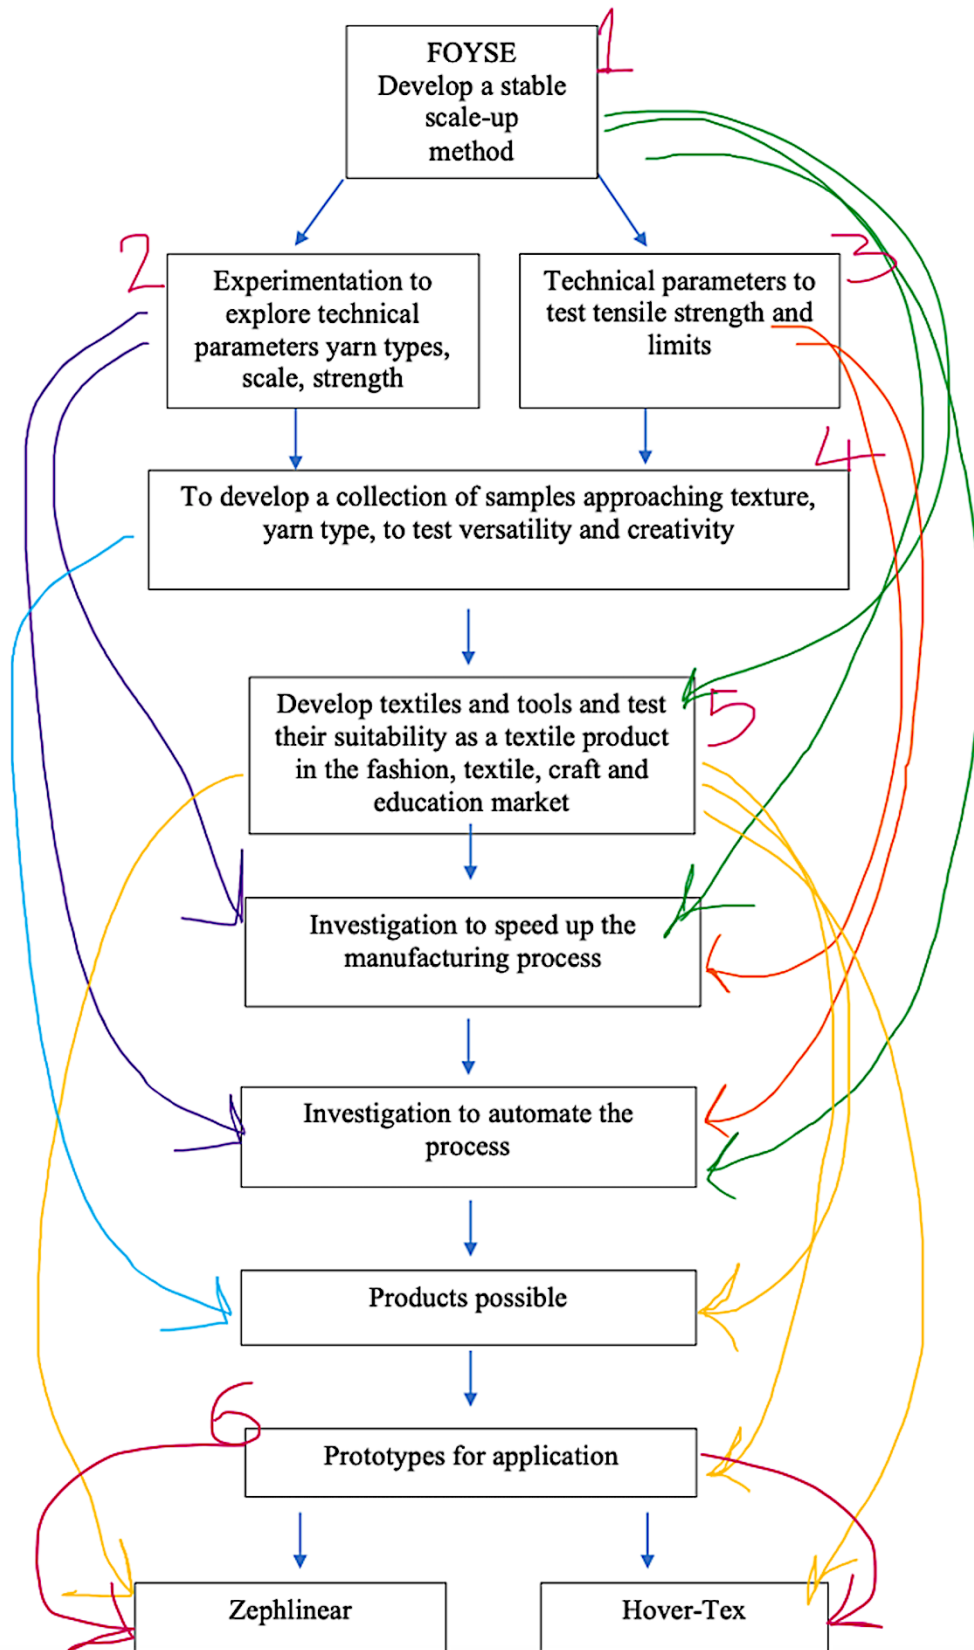 1
FOYSE
Develop a stable
scale-up
method
2
Experimentation to
explore technical
parameters yarn types,
scale, strength
3
Technical parameters to
test tensile strength and
limits
4
To develop a collection of samples approaching texture,
yarn type, to test versatility and creativity
Develop textiles and tools and test
their suitability as a textile product
in the fashion, textile, craft and
education market
5
Investigation to speed up the
manufacturing process
Investigation to automate the
process
Products possible
6
Prototypes for application
Zephlinear
Hover-Tex